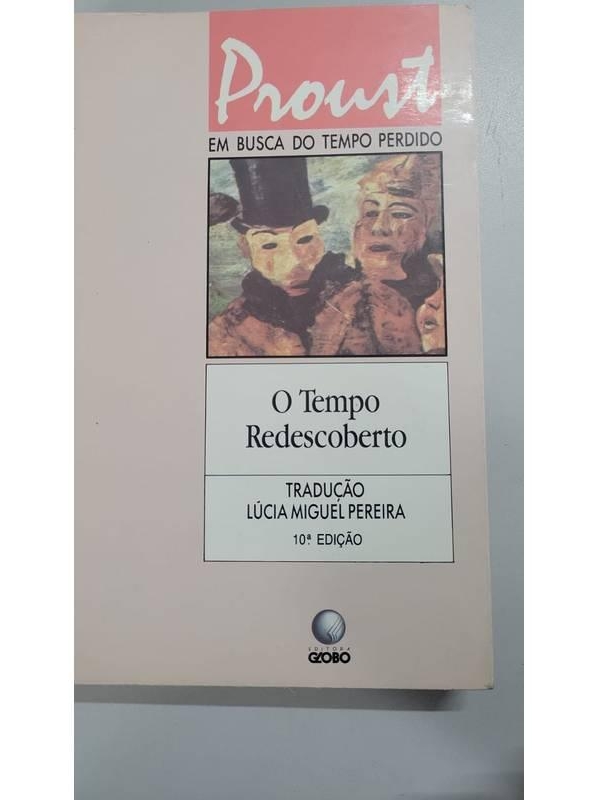 Proust
EM BUSCA DO TEMPO PERDIDO
O Tempo
Redescoberto
TRADUÇÃO
LÚCIA MIGUEL PEREIRA
10ª EDIÇÃO
EDITORA
GLOBO